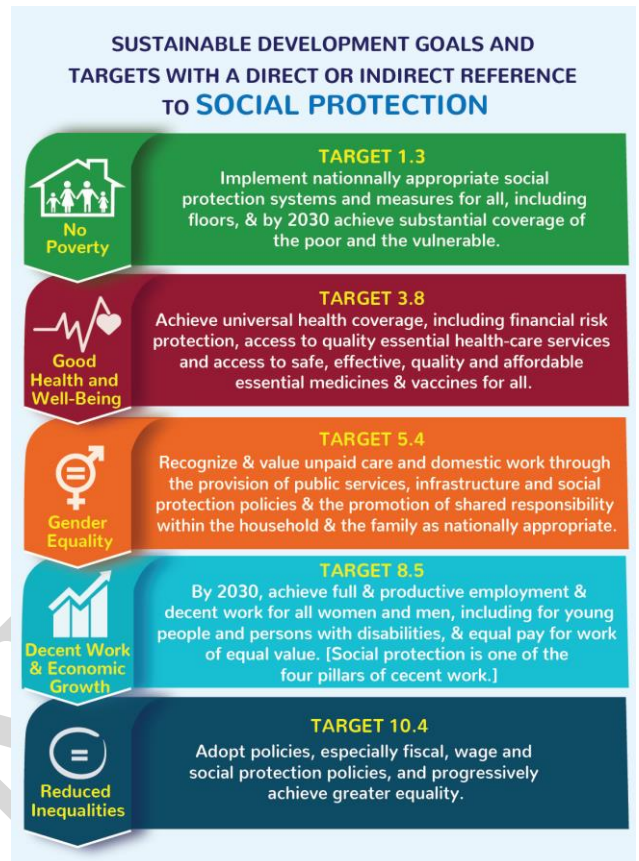 SUSTAINABLE DEVELOPMENT GOALS AND
TARGETS WITH A DIRECT OR INDIRECT REFERENCE
TO SOCIAL PROTECTION
No
Poverty
TARGET 1.3
Implement nationnally appropriate social
protection systems and measures for all, including
floors, & by 2030 achieve substantial coverage of
the poor and the vulnerable.
Good
Health and
Well-Being
TARGET 3.8
Achieve universal health coverage, including financial risk
protection, access to quality essential health-care services
and access to safe, effective, quality and affordable
essential medicines & vaccines for all.
Gender
Equality
TARGET 5.4
Recognize & value unpaid care and domestic work through
the provision of public services, infrastructure and social
protection policies & the promotion of shared responsibility
within the household & the family as nationally appropriate.
Decent Work
& Economic
Growth
TARGET 8.5
By 2030, achieve full & productive employment &
decent work for all women and men, including for young
people and persons with disabilities, & equal pay for work
of equal value. [Social protection is one of the
four pillars of cecent work.]
Reduced
Inequalities
TARGET 10.4
Adopt policies, especially fiscal, wage and
social protection policies, and progressively
achieve greater equality.